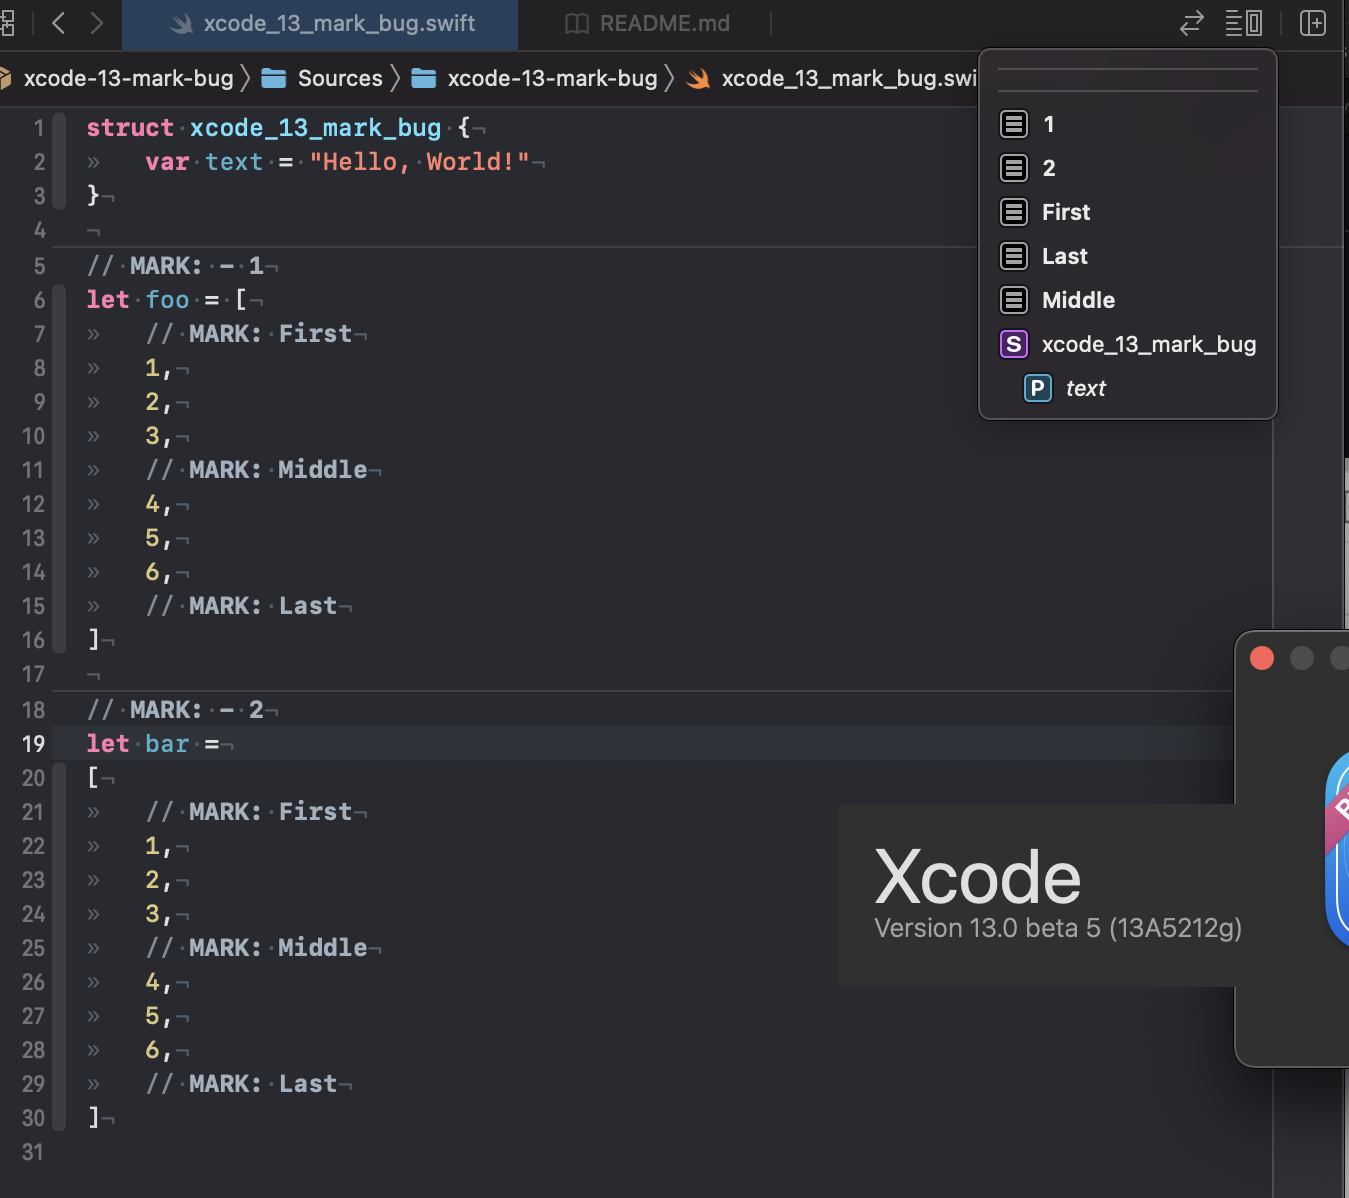 xcode_13_mark_bug.swift
README.md
xcode-13-mark-bug
Sources
xcode-13-mark-bug
xcode_13_mark_bug.swi
1
2
First
Last
Middle
S xcode_13_mark_bug
P text
1 struct xcode_13_mark_bug {
2 var text = "Hello, World!"
3 }
4
5 // MARK: - 1
6 let foo = [
7 // MARK: First
8 1,
9 2,
10 3,
11 // MARK: Middle
12 4,
13 5,
14 6,
15 // MARK: Last
16 ]
17
18 // MARK: - 2
19 let bar =
20 [
21 // MARK: First
22 1,
23 2,
24 3,
25 // MARK: Middle
26 4,
27 5,
28 6,
29 // MARK: Last
30 ]
31
Xcode
Version 13.0 beta 5 (13A5212g)